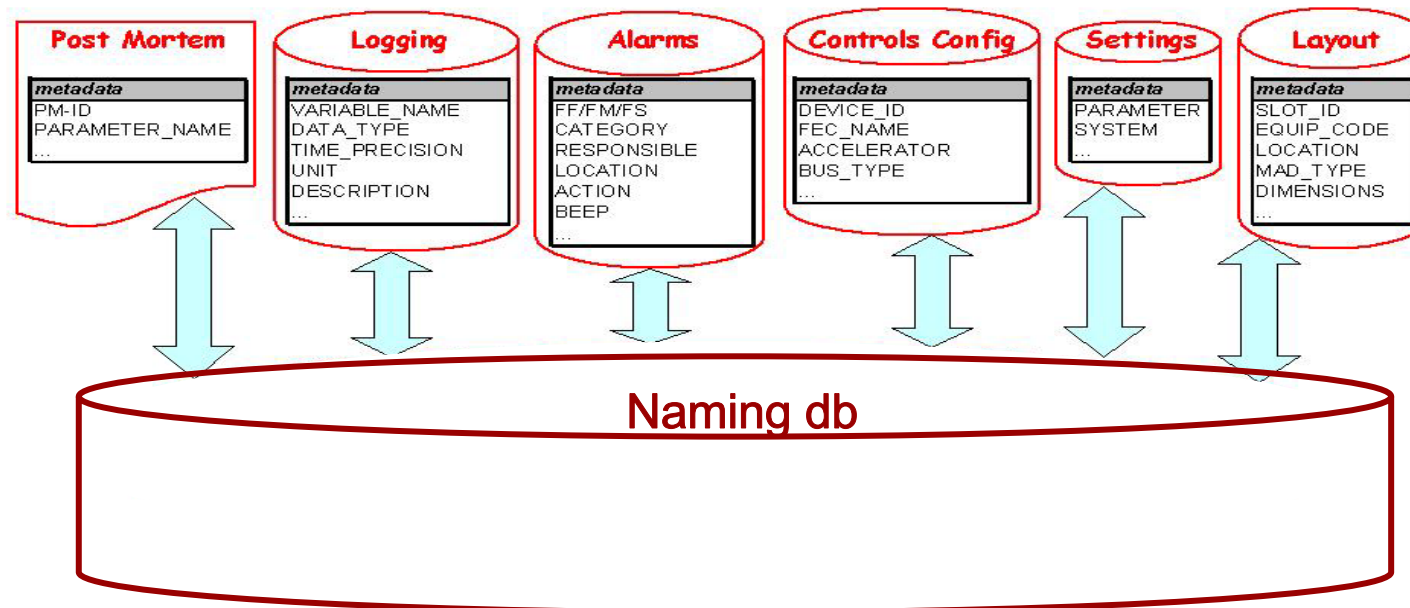 Post Mortem
metadata
PM-ID
PARAMETER_NAME
...
Logging
metadata
VARIABLE_NAME
DATA_TYPE
TIME_PRECISION
UNIT
DESCRIPTION
...
Alarms
metadata
FF/FM/FS
CATEGORY
RESPONSIBLE
LOCATION
ACTION
BEEP
...
Controls Config
metadata
DEVICE_ID
FEC_NAME
ACCELERATOR
BUS_TYPE
...
Settings
metadata
PARAMETER
SYSTEM
...
Layout
metadata
SLOT_ID
EQUIP_CODE
LOCATION
MAD_TYPE
DIMENSIONS
...
Naming db